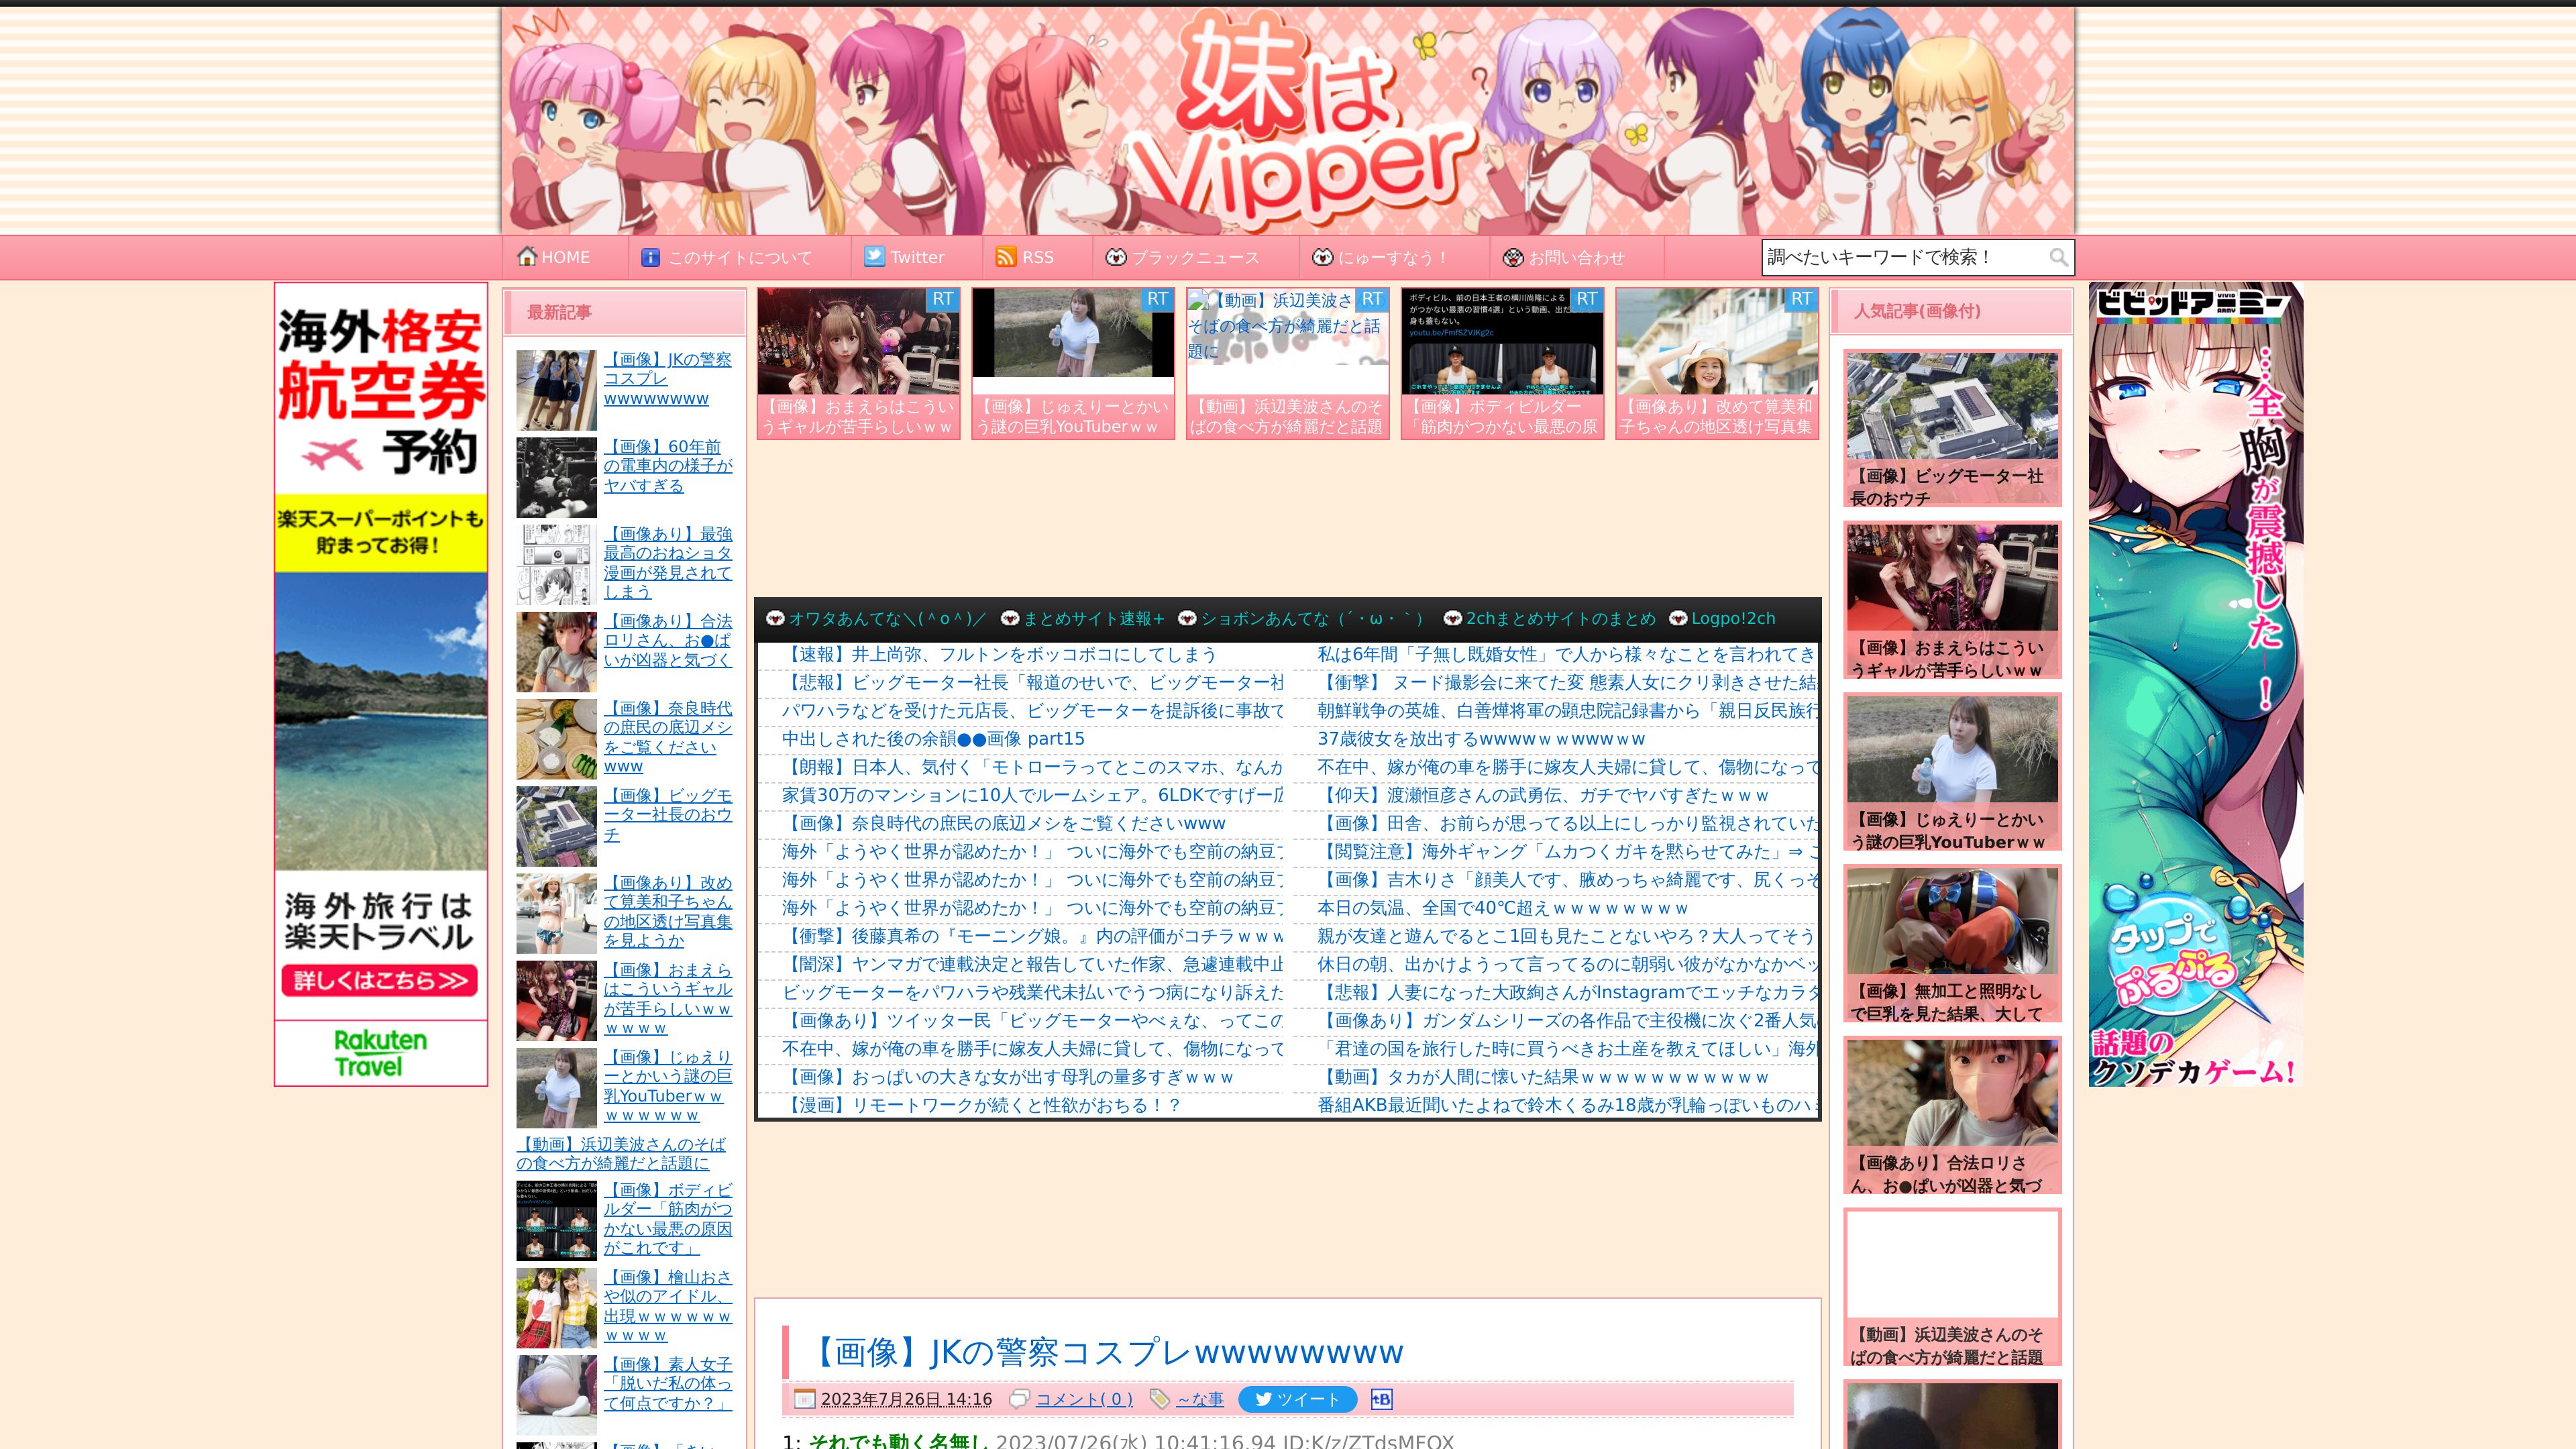 妹は
Vipper
HOME
このサイトについて
Twitter
RSS
ブラックニュース
にゅーすなう！
お問い合わせ
調べたいキーワードで検索！
海外格安
航空券
予約
楽天スーパーポイントも
貯まってお得！
海外旅行は
楽天トラベル
詳しくはこちら
Rakuten
Travel
最新記事
【画像】JKの警察
コスプレ
wwwwwwww
【画像】60年前
の電車内の様子が
ヤバすぎる
【画像あり】最強
最高のおねショタ
漫画が発見されて
しまう
【画像あり】合法
ロリさん、お●ぱ
いが凶器と気づく
【画像】奈良時代
の庶民の底辺メシ
をご覧ください
www
【画像】ビッグモ
ーター社長のおウ
チ
【画像あり】改め
て筧美和子ちゃん
の地区透け写真集
を見ようか
【画像】おまえら
はこういうギャル
が苦手らしいｗｗ
ｗｗｗｗ
【画像】じゅえり
ーとかいう謎の巨
乳YouTuberｗｗ
ｗｗｗｗｗｗ
【動画】浜辺美波さんのそば
の食べ方が綺麗だと話題に
【画像】ボディビ
ルダー「筋肉がつ
かない最悪の原因
がこれです」
【画像】檜山おさ
や似のアイドル、
出現ｗｗｗｗｗｗ
ｗｗｗｗ
【画像】素人女子
「脱いだ私の体っ
て何点ですか？」
RT
【画像】おまえらはこうい
うギャルが苦手らしいｗｗ
RT
【画像】じゅえりーとかい
う謎の巨乳YouTuberｗｗ
【動画】浜辺美波さ
RT
そばの食べ方が綺麗だと話
題に
【動画】浜辺美波さんのそ
ばの食べ方が綺麗だと話題
RT
ボディビル、前の日本王者の横川尚隆による
がつかない最悪の習慣4選」という動画、出だ
身も蓋もない。
youtu.be/FmfSZVJKg2c
【画像】ボディビルダー
「筋肉がつかない最悪の原
RT
【画像あり】改めて筧美和
子ちゃんの地区透け写真集
オワタあんてな＼(＾o＾)／
まとめサイト速報+
ショボンあんてな（´・ω・｀）
2chまとめサイトのまとめ
Logpo!2ch
【速報】井上尚弥、フルトンをボッコボコにしてしまう
【悲報】ビッグモーター社長「報道のせいで、ビッグモーター社
パワハラなどを受けた元店長、ビッグモーターを提訴後に事故で
中出しされた後の余韻●●画像 part15
【朗報】日本人、気付く「モトローラってとこのスマホ、なんか
家賃30万のマンションに10人でルームシェア。6LDKですげー広
【画像】奈良時代の庶民の底辺メシをご覧くださいwww
海外「ようやく世界が認めたか！」 ついに海外でも空前の納豆ブ
海外「ようやく世界が認めたか！」 ついに海外でも空前の納豆ブ
海外「ようやく世界が認めたか！」 ついに海外でも空前の納豆ブ
【衝撃】後藤真希の『モーニング娘。』内の評価がコチラｗｗｗ
【闇深】ヤンマガで連載決定と報告していた作家、急遽連載中止
ビッグモーターをパワハラや残業代未払いでうつ病になり訴えた
【画像あり】ツイッター民「ビッグモーターやべぇな、ってこの
不在中、嫁が俺の車を勝手に嫁友人夫婦に貸して、傷物になって
【画像】おっぱいの大きな女が出す母乳の量多すぎｗｗｗ
【漫画】リモートワークが続くと性欲がおちる！？
私は6年間「子無し既婚女性」で人から様々なことを言われてき
【衝撃】 ヌード撮影会に来てた変 態素人女にクリ剥きさせた結
朝鮮戦争の英雄、白善燁将軍の顕忠院記録書から「親日反民族行
37歳彼女を放出するwwwwｗｗwwwｗw
不在中、嫁が俺の車を勝手に嫁友人夫婦に貸して、傷物になって
【仰天】渡瀬恒彦さんの武勇伝、ガチでヤバすぎたｗｗｗ
【画像】田舎、お前らが思ってる以上にしっかり監視されていた
【閲覧注意】海外ギャング「ムカつくガキを黙らせてみた」⇒ こ
【画像】吉木りさ「顔美人です、腋めっちゃ綺麗です、尻くっそ
本日の気温、全国で40℃超えｗｗｗｗｗｗｗｗ
親が友達と遊んでるとこ1回も見たことないやろ？大人ってそう
休日の朝、出かけようって言ってるのに朝弱い彼がなかなかベッ
【悲報】人妻になった大政絢さんがInstagramでエッチなカラダ
【画像あり】ガンダムシリーズの各作品で主役機に次ぐ2番人気
「君達の国を旅行した時に買うべきお土産を教えてほしい」海外
【動画】タカが人間に懐いた結果ｗｗｗｗｗｗｗｗｗｗｗ
番組AKB最近聞いたよねで鈴木くるみ18歳が乳輪っぽいものハミ
【画像】JKの警察コスプレwwwwwwww
2023年7月26日 14:16
コメント( 0 )
～な事
ツイート
1: それでも動く名無し 2023/07/26(水) 10:41:16.94 ID:K/z/ZTdsMFOX
人気記事(画像付)
【画像】ビッグモーター社
長のおウチ
【画像】おまえらはこうい
うギャルが苦手らしいｗｗ
【画像】じゅえりーとかい
う謎の巨乳YouTuberｗｗ
【画像】無加工と照明なし
で巨乳を見た結果、大して
【画像あり】合法ロリさ
ん、お●ぱいが凶器と気づ
【動画】浜辺美波さんのそ
ばの食べ方が綺麗だと話題
ビビッドアーミー
VIVID ARMY
…全胸が震撼した―！
タップで
ぷるぷる
話題の
クソデカゲーム!